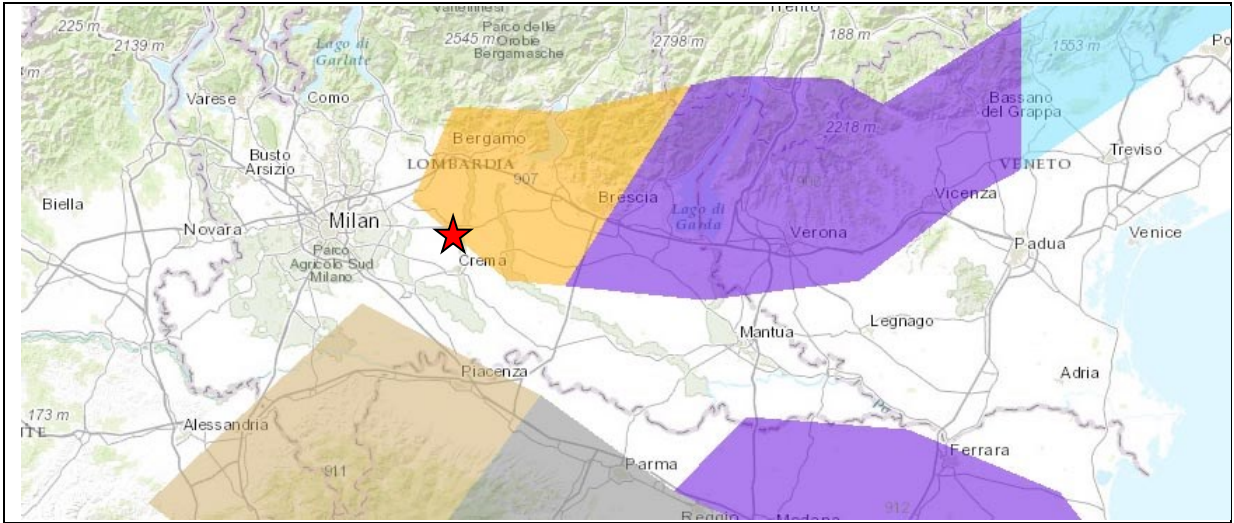 Trento
225 m
Parco delle
Orobie
Bergamasche
2139 m
2545 m
2798 m
188 m
1553 m
Po
Lago di
Garlate
Varese
Como
Bassano
del Grappa
Bergamo
2218 m
Treviso
Busto
Arsizio
LOMBARDIA
907
VENETO
Biella
Brescia
Vicenza
Novara
Milan
Lago di
Garda
Verona
Padua
Venice
Parco
Agricolo Sud
Milano
Crema
Mantua
Legnago
Piacenza
Adria
Po
173 m
Alessandria
Ferrara
911
Parma
912
Reggio
Modena